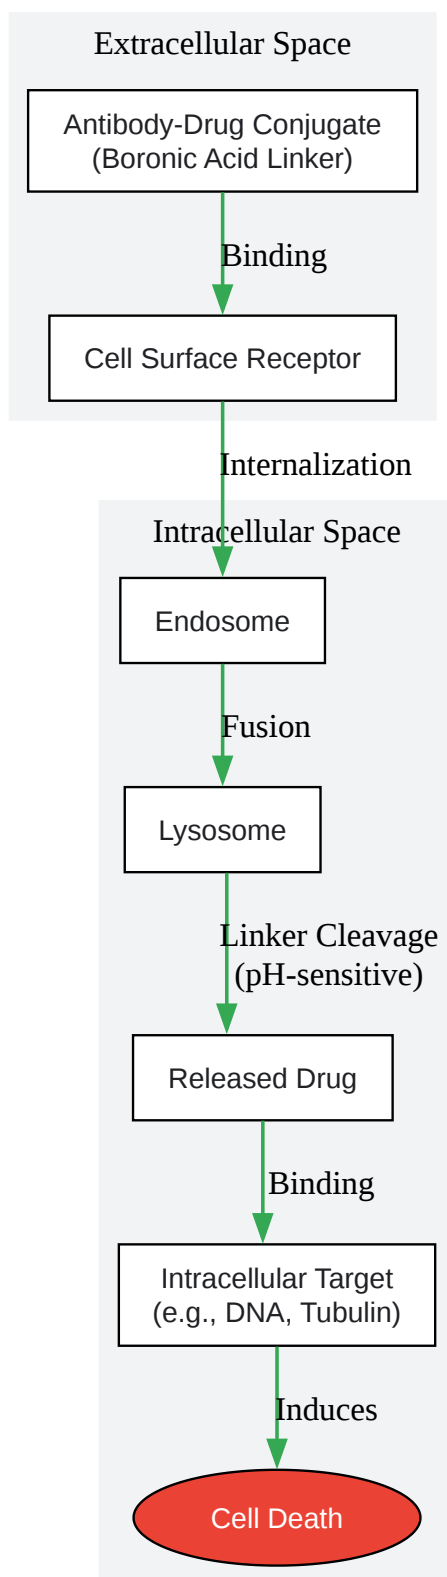 Extracellular Space
Antibody-Drug Conjugate
(Boronic Acid Linker)
Binding
Cell Surface Receptor
Internalization
Intracellular Space
Endosome
Fusion
Lysosome
Linker Cleavage
(pH-sensitive)
Released Drug
Binding
Intracellular Target
(e.g., DNA, Tubulin)
Induces
Cell Death